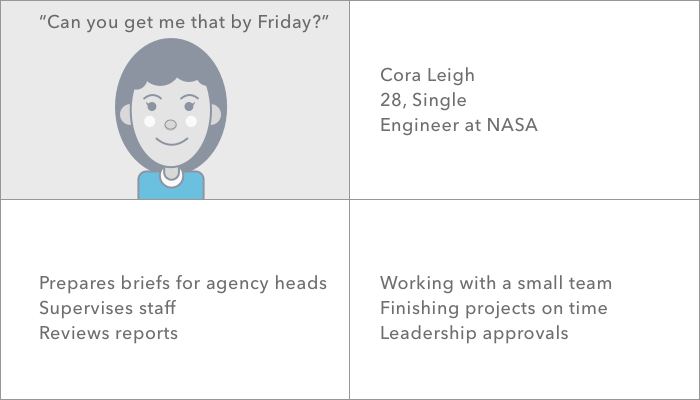 “Can you get me that by Friday?”
Cora Leigh
28, Single
Engineer at NASA
Prepares briefs for agency heads
Supervises staff
Reviews reports
Working with a small team
Finishing projects on time
Leadership approvals